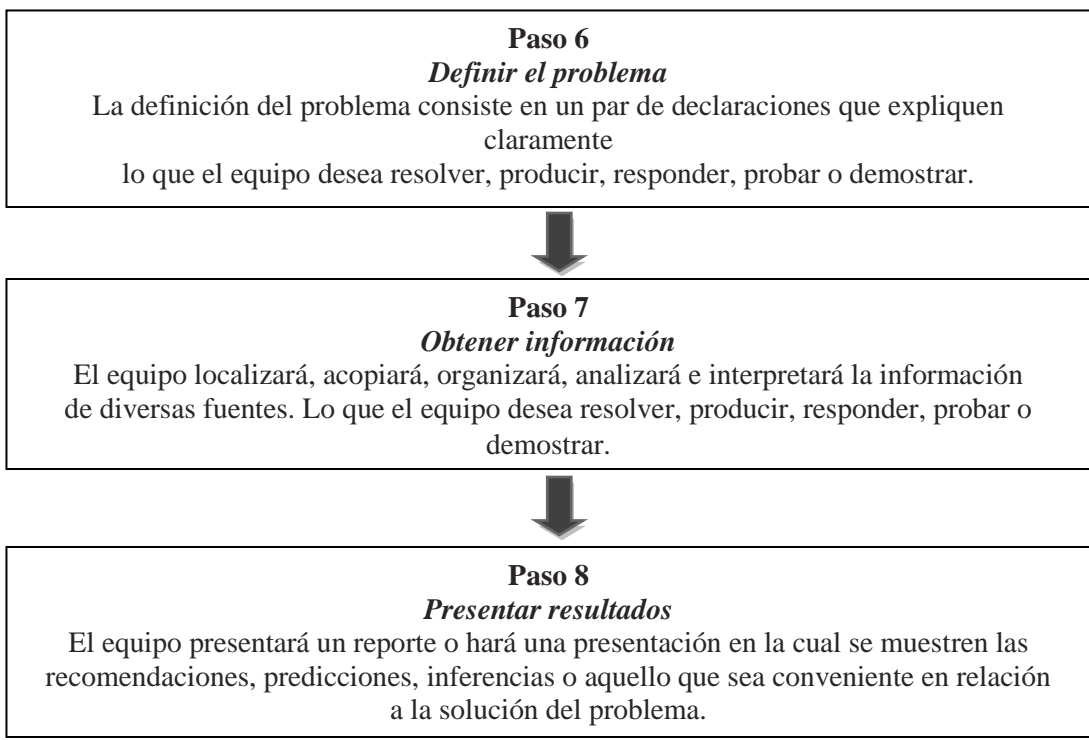 Paso 6
Definir el problema
La definición del problema consiste en un par de declaraciones que expliquen
claramente
lo que el equipo desea resolver, producir, responder, probar o demostrar.
Paso 7
Obtener información
El equipo localizará, acopiará, organizará, analizará e interpretará la información
de diversas fuentes. Lo que el equipo desea resolver, producir, responder, probar o
demostrar.
Paso 8
Presentar resultados
El equipo presentará un reporte o hará una presentación en la cual se muestren las
recomendaciones, predicciones, inferencias o aquello que sea conveniente en relación
a la solución del problema.